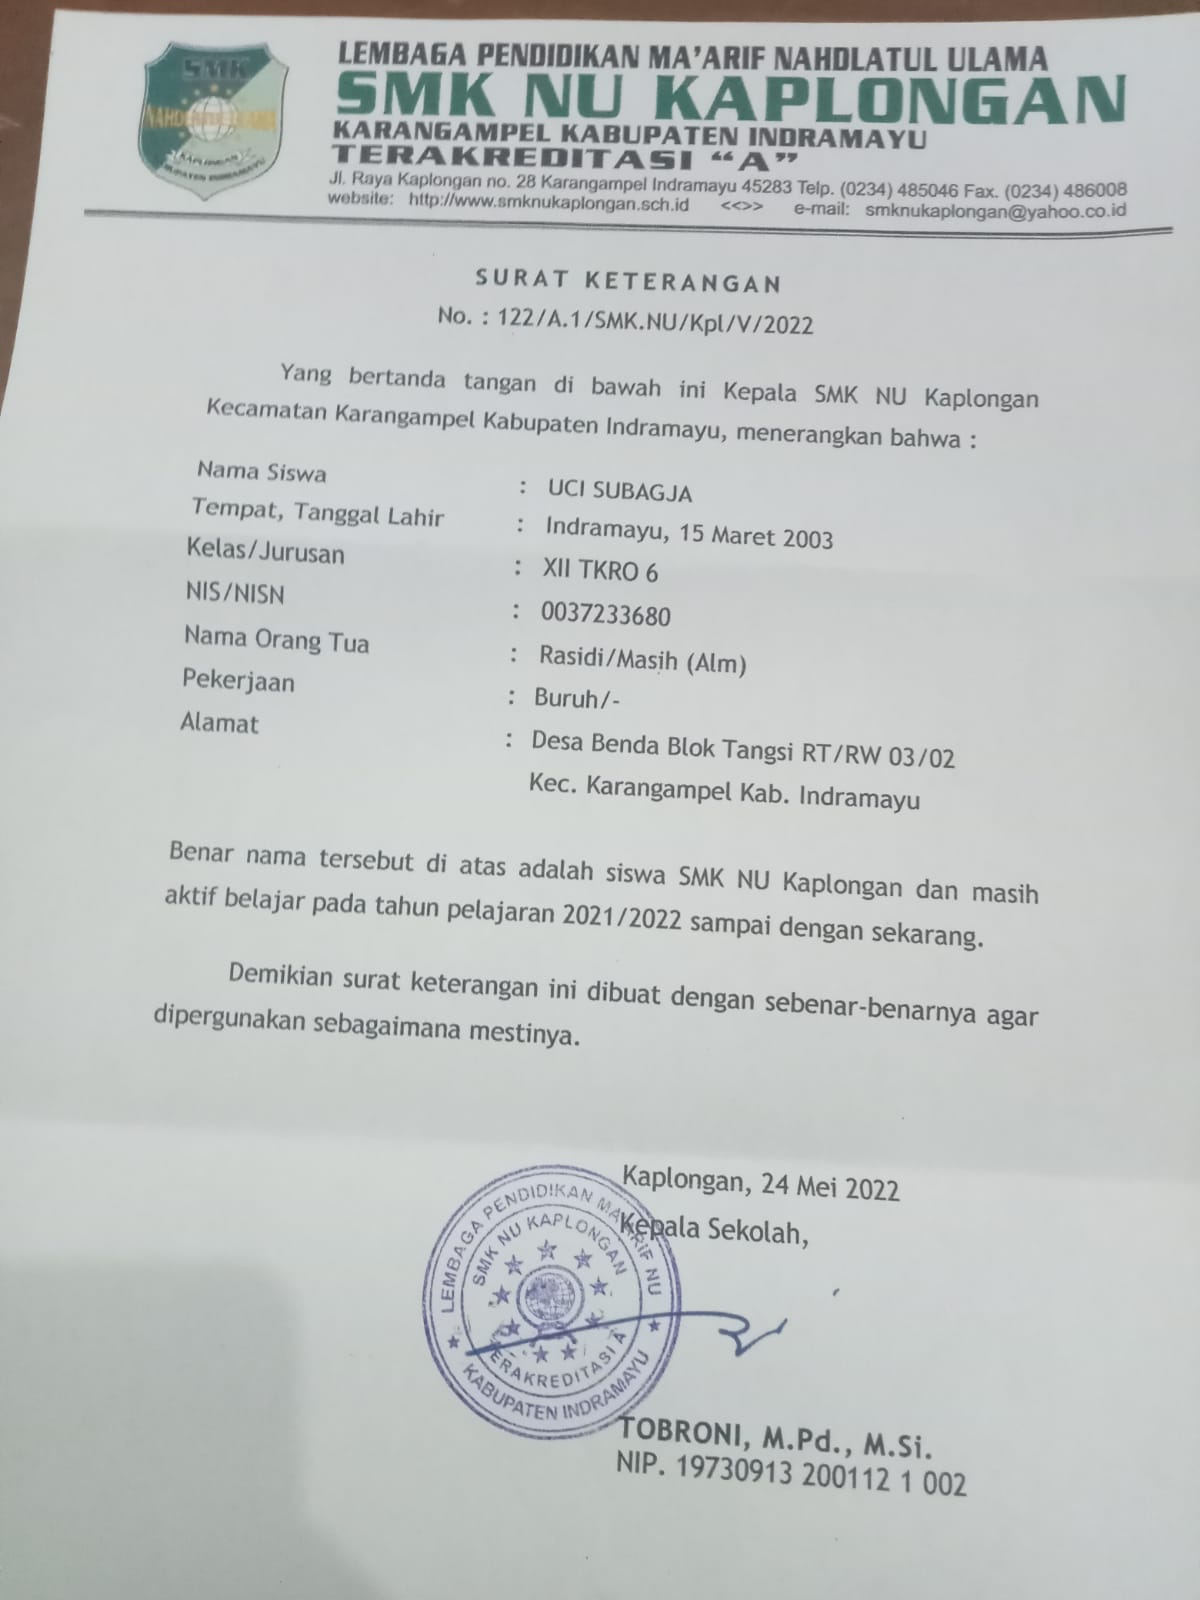 SMK
NAHDLATUL ULAMA
KAPLONGAN
KABUPATEN INDRAMAYU
LEMBAGA PENDIDIKAN MA'ARIF NAHDLATUL ULAMA
SMK NU KAPLONGAN
KARANGAMPEL KABUPATEN INDRAMAYU
TERAKREDITASI “A”
Jl. Raya Kaplongan no. 28 Karangampel Indramayu 45283 Telp. (0234) 485046 Fax. (0234) 486008
website: http://www.smknukaplongan.sch.id <<>> e-mail: smknukaplongan@yahoo.co.id
SURAT KETERANGAN
No. : 122/A.1/SMK.NU/Kpl/V/2022
Yang bertanda tangan di bawah ini Kepala SMK NU Kaplongan
Kecamatan Karangampel Kabupaten Indramayu, menerangkan bahwa :
Nama Siswa : UCI SUBAGJA
Tempat, Tanggal Lahir : Indramayu, 15 Maret 2003
Kelas/Jurusan : XII TKRO 6
NIS/NISN : 0037233680
Nama Orang Tua : Rasidi/Masih (Alm)
Pekerjaan : Buruh/-
Alamat : Desa Benda Blok Tangsi RT/RW 03/02
Kec. Karangampel Kab. Indramayu
Benar nama tersebut di atas adalah siswa SMK NU Kaplongan dan masih
aktif belajar pada tahun pelajaran 2021/2022 sampai dengan sekarang.
Demikian surat keterangan ini dibuat dengan sebenar-benarnya agar
dipergunakan sebagaimana mestinya.
Kaplongan, 24 Mei 2022
Kepala Sekolah,
LEMBAGA PENDIDIKAN MA'ARIF NU
SMK NU KAPLONGAN
TERAKREDITASI A
KABUPATEN INDRAMAYU
TOBRONI, M.Pd., M.Si.
NIP. 19730913 200112 1 002